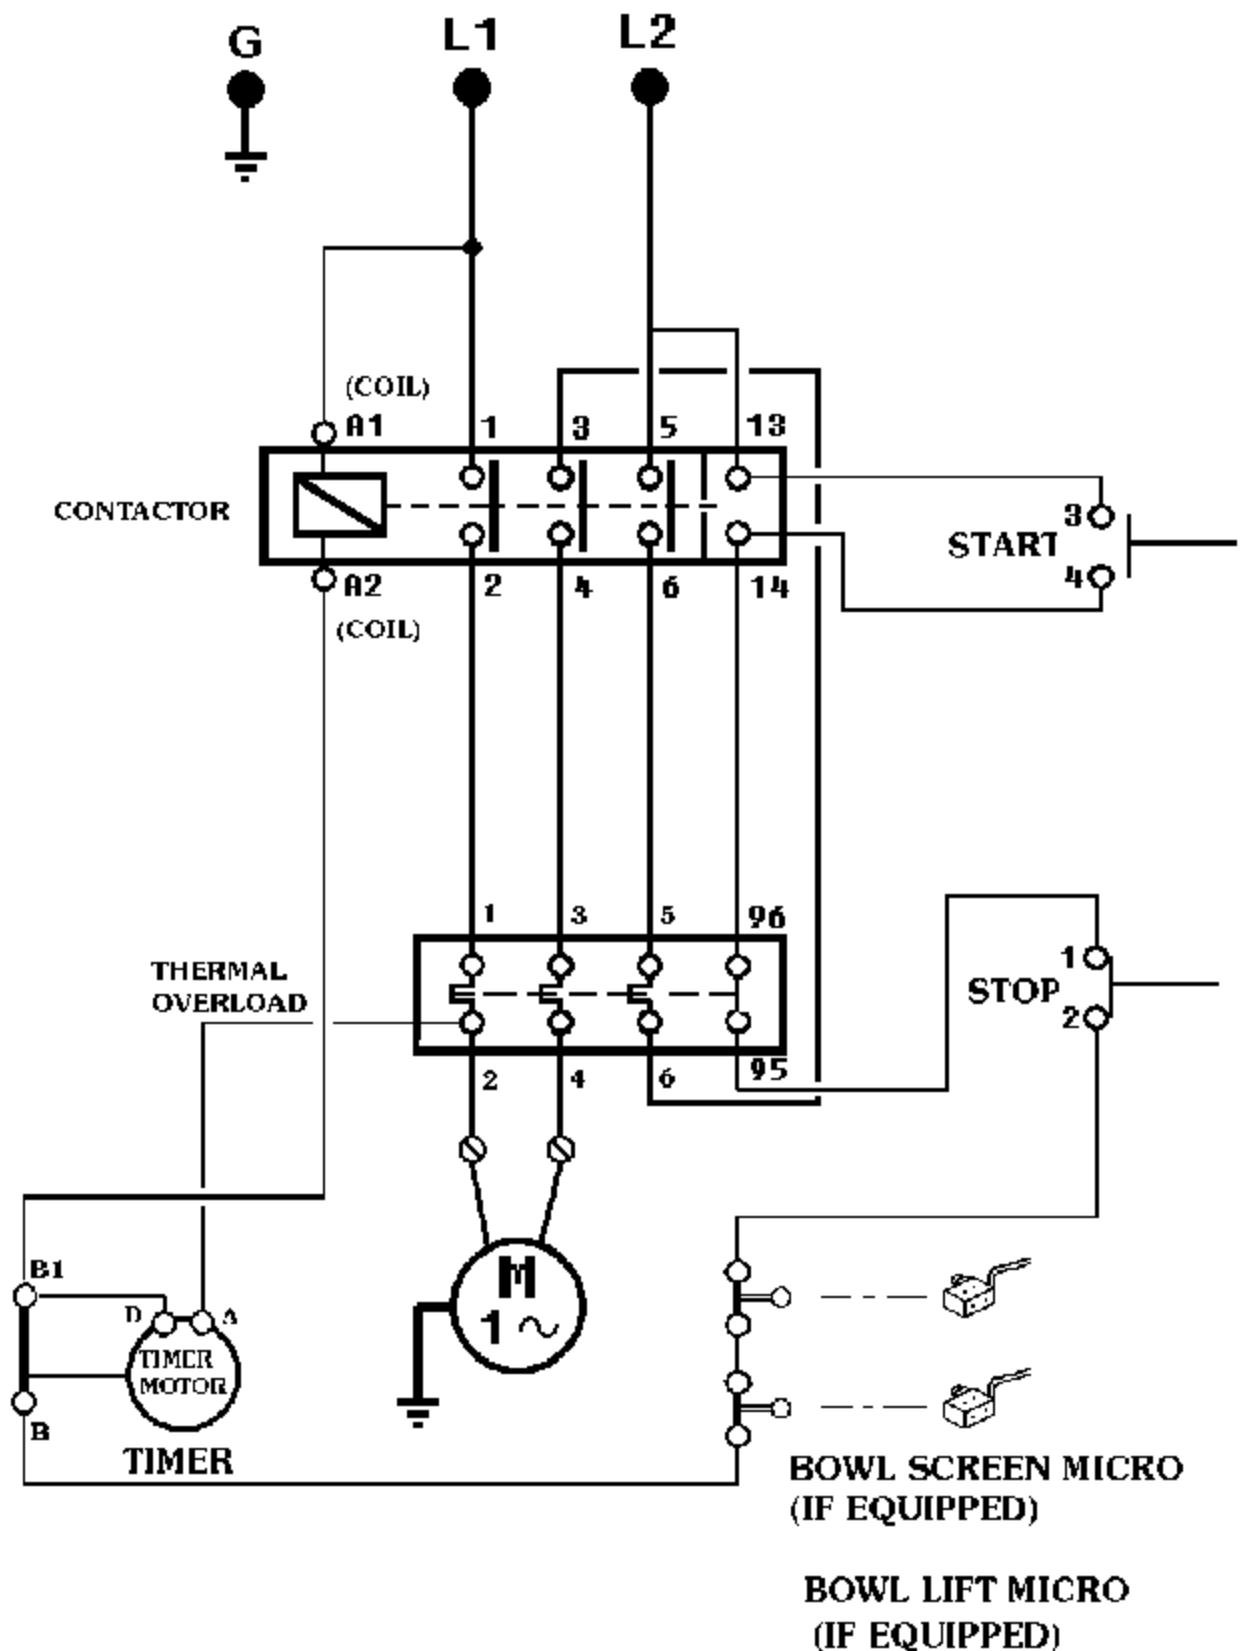 G L1 L2
(COIL)
A1 1 3 5 13
CONTACTOR
3
START
4
A2 2 4 6 14
(COIL)
1 3 5 96
THERMAL
OVERLOAD
1
STOP
2
2 4 6 95
B1
D A
TIMER
MOTOR
M
1 ~
B
TIMER
BOWL SCREEN MICRO
(IF EQUIPPED)
BOWL LIFT MICRO
(IF EQUIPPED)